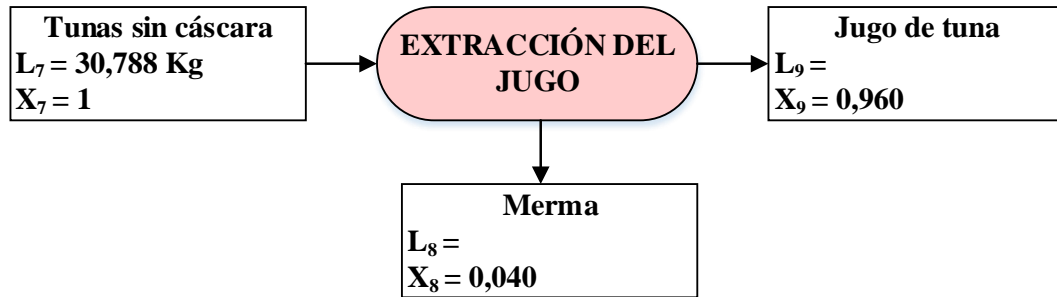 Tunas sin cáscara
L₇ = 30,788 Kg
X₇ = 1
EXTRACCIÓN DEL
JUGO
Jugo de tuna
L₉ =
X₉ = 0,960
Merma
L₈ =
X₈ = 0,040